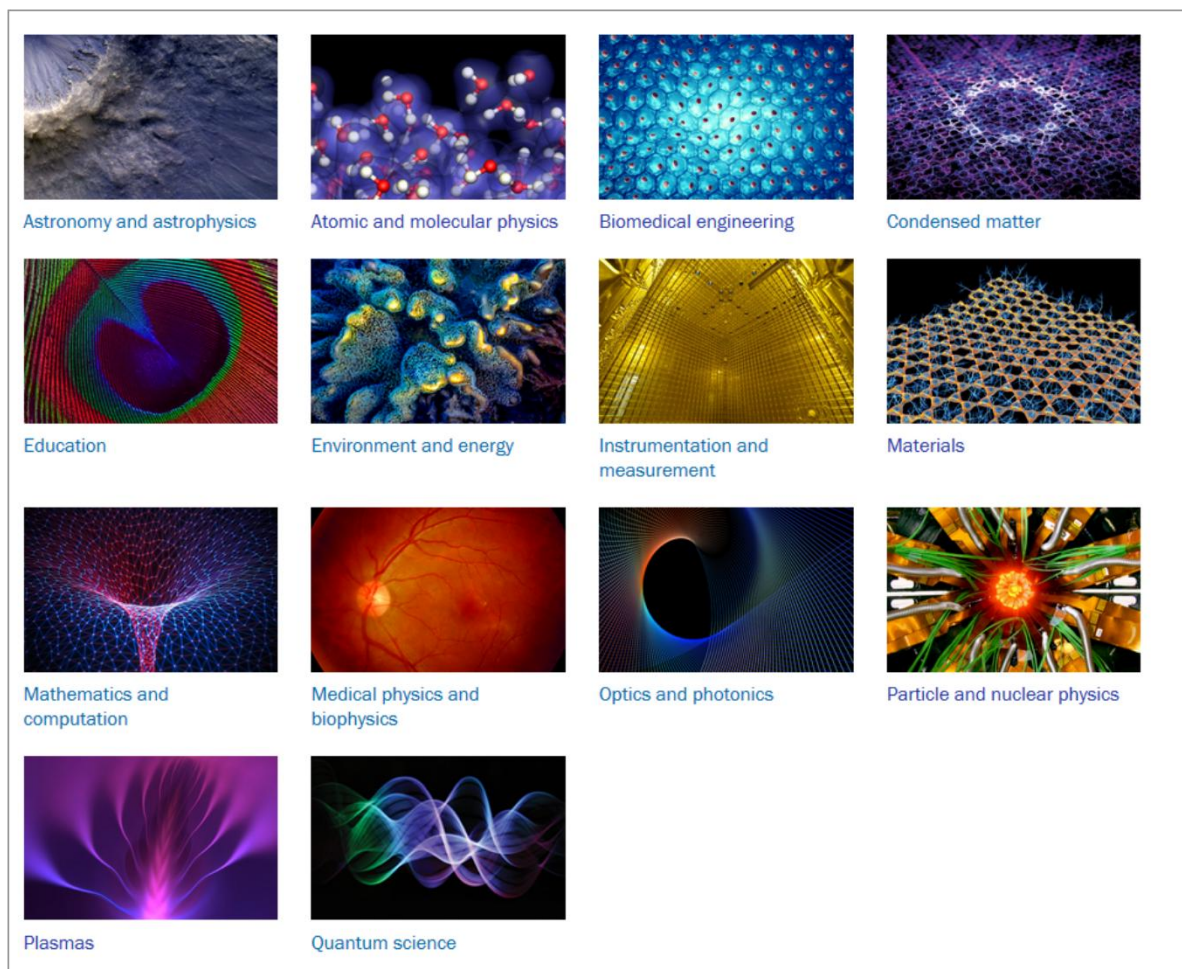 Astronomy and astrophysics
Atomic and molecular physics
Biomedical engineering
Condensed matter
Education
Environment and energy
Instrumentation and
measurement
Materials
Mathematics and
computation
Medical physics and
biophysics
Optics and photonics
Particle and nuclear physics
Plasmas
Quantum science